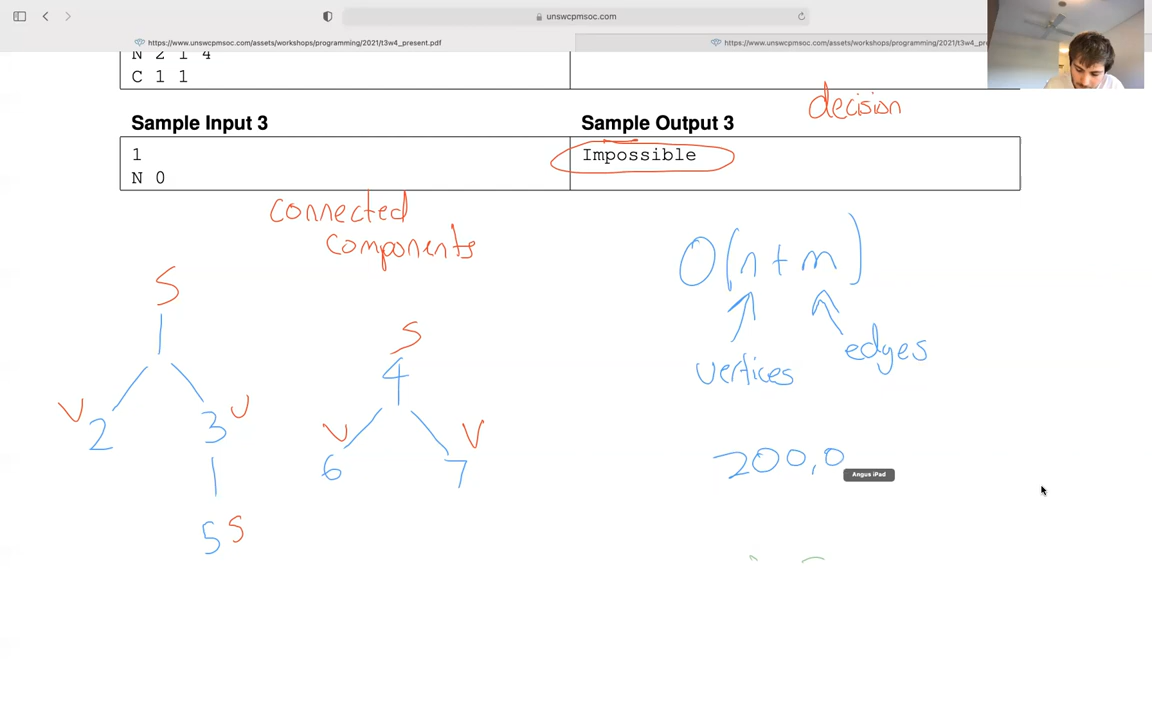 unswcpmsoc.com
https://www.unswcpmsoc.com/assets/workshops/programming/2021/t3w4_present.pdf
https://www.unswcpmsoc.com/assets/workshops/programming/2021/t3w4_pre
N 2 1 4
C 1 1
decision
Sample Input 3
Sample Output 3
1
N 0
Impossible
connected
components
O(n + m)
vertices
edges
S
1
V
2
3
V
5
S
S
4
V
6
V
7
200,0
Angus iPad